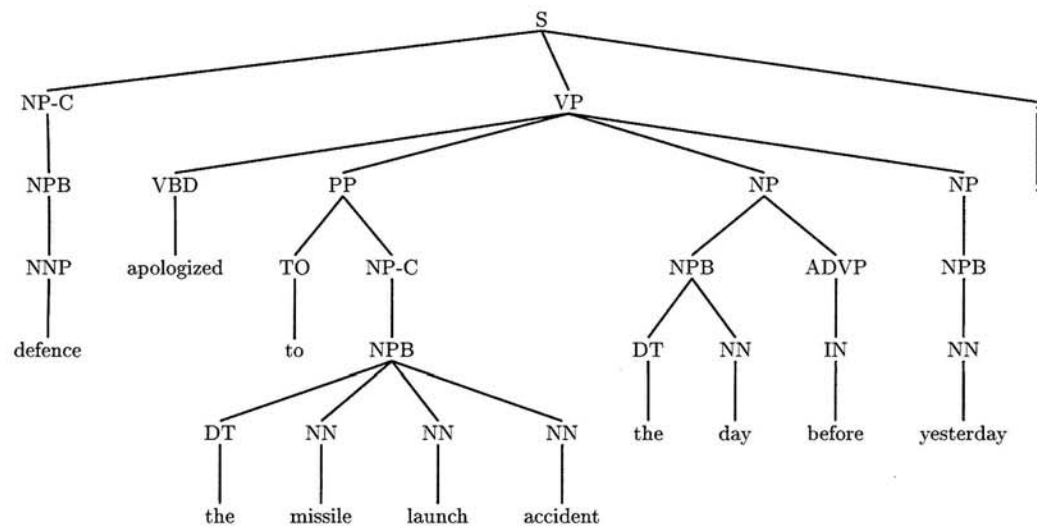 S
NP-C VP .
NPB VBD PP NP NP .
NNP apologized TO NP-C NPB ADVP NPB
defence to NPB DT NN IN NN
DT NN NN NN the day before yesterday
the missile launch accident